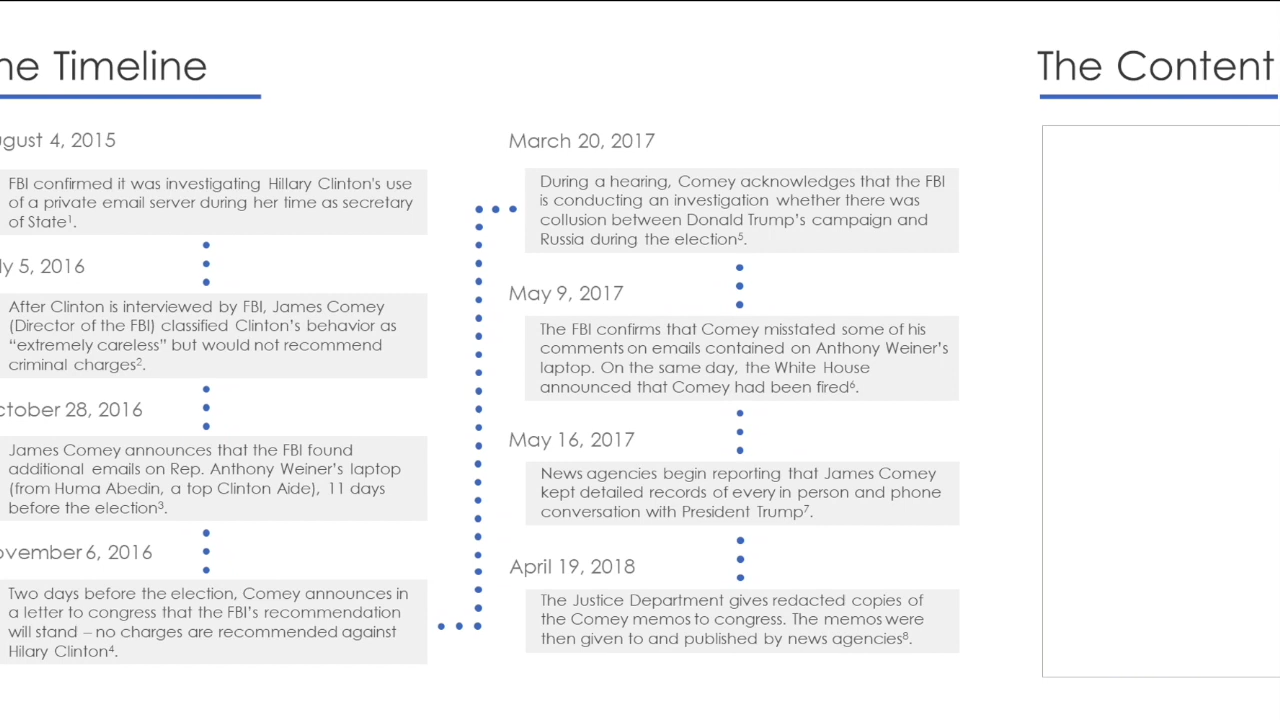 he Timeline
ugust 4, 2015
FBI confirmed it was investigating Hillary Clinton's use
of a private email server during her time as secretary
of State¹.
ly 5, 2016
After Clinton is interviewed by FBI, James Comey
(Director of the FBI) classified Clinton’s behavior as
“extremely careless” but would not recommend
criminal charges².
ctober 28, 2016
James Comey announces that the FBI found
additional emails on Rep. Anthony Weiner’s laptop
(from Huma Abedin, a top Clinton Aide), 11 days
before the election³.
ovember 6, 2016
Two days before the election, Comey announces in
a letter to congress that the FBI’s recommendation
will stand – no charges are recommended against
Hilary Clinton⁴.
March 20, 2017
During a hearing, Comey acknowledges that the FBI
is conducting an investigation whether there was
collusion between Donald Trump’s campaign and
Russia during the election⁵.
May 9, 2017
The FBI confirms that Comey misstated some of his
comments on emails contained on Anthony Weiner’s
laptop. On the same day, the White House
announced that Comey had been fired⁶.
May 16, 2017
News agencies begin reporting that James Comey
kept detailed records of every in person and phone
conversation with President Trump⁷.
April 19, 2018
The Justice Department gives redacted copies of
the Comey memos to congress. The memos were
then given to and published by news agencies⁸.
The Content